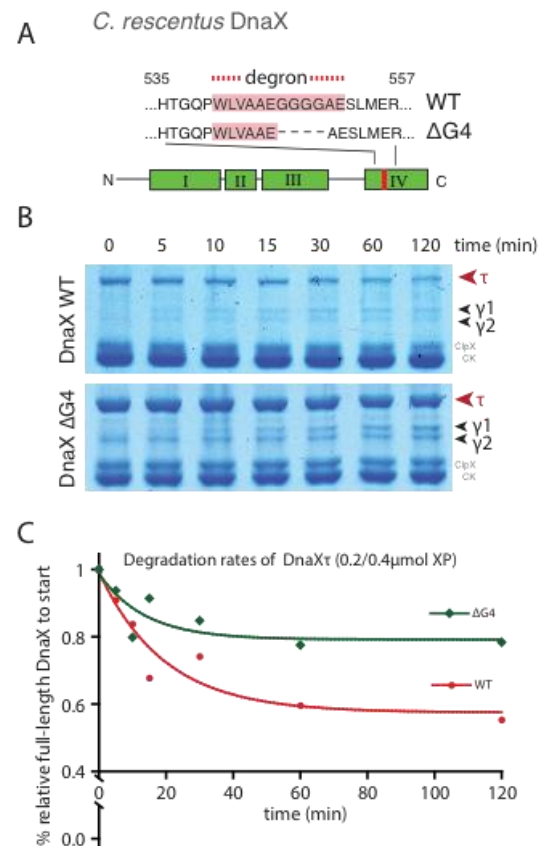 C. rescentus DnaX
A
535 degron 557
...HTGQPWLVAAEGGGGAESLMER... WT
...HTGQPWLVAAE----AESLMER... ΔG4
N I II III IV C
B
0 5 10 15 30 60 120 time (min)
DnaX WT
τ
γ1
γ2
ClpX
CK
DnaX ΔG4
τ
γ1
γ2
ClpX
CK
C
Degradation rates of DnaXτ (0.2/0.4μmol XP)
% relative full-length DnaX to start
1
0.8
0.6
0.4
0.0
ΔG4
WT
0 20 40 60 80 100 120
time (min)